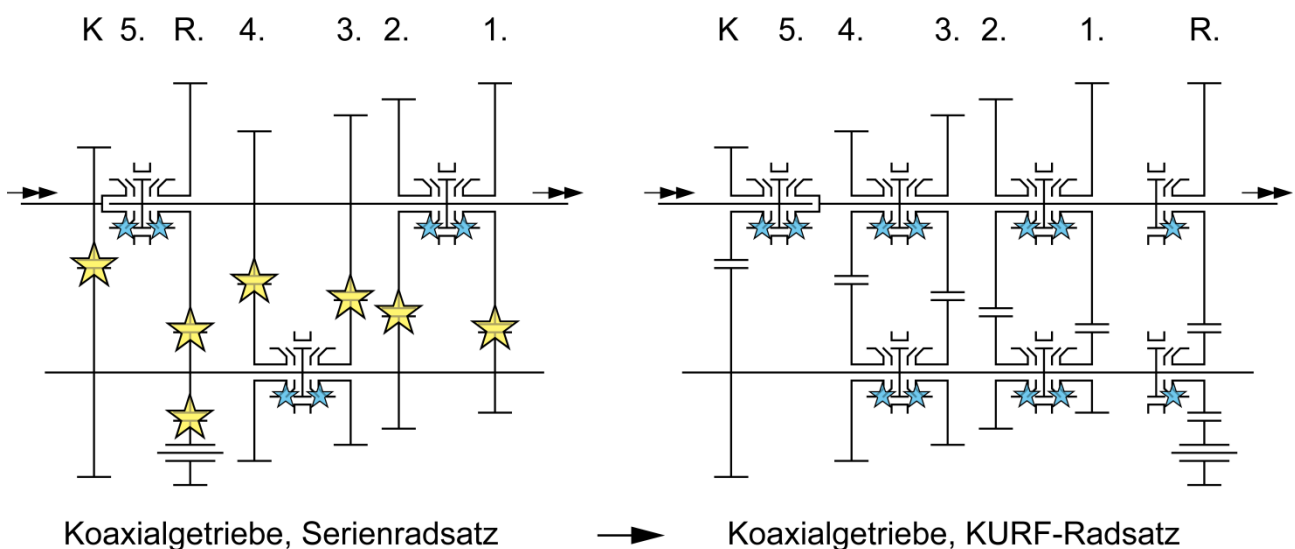 K 5. R. 4. 3. 2. 1.
K 5. 4. 3. 2. 1. R.
Koaxialgetriebe, Serienradsatz
Koaxialgetriebe, KURF-Radsatz